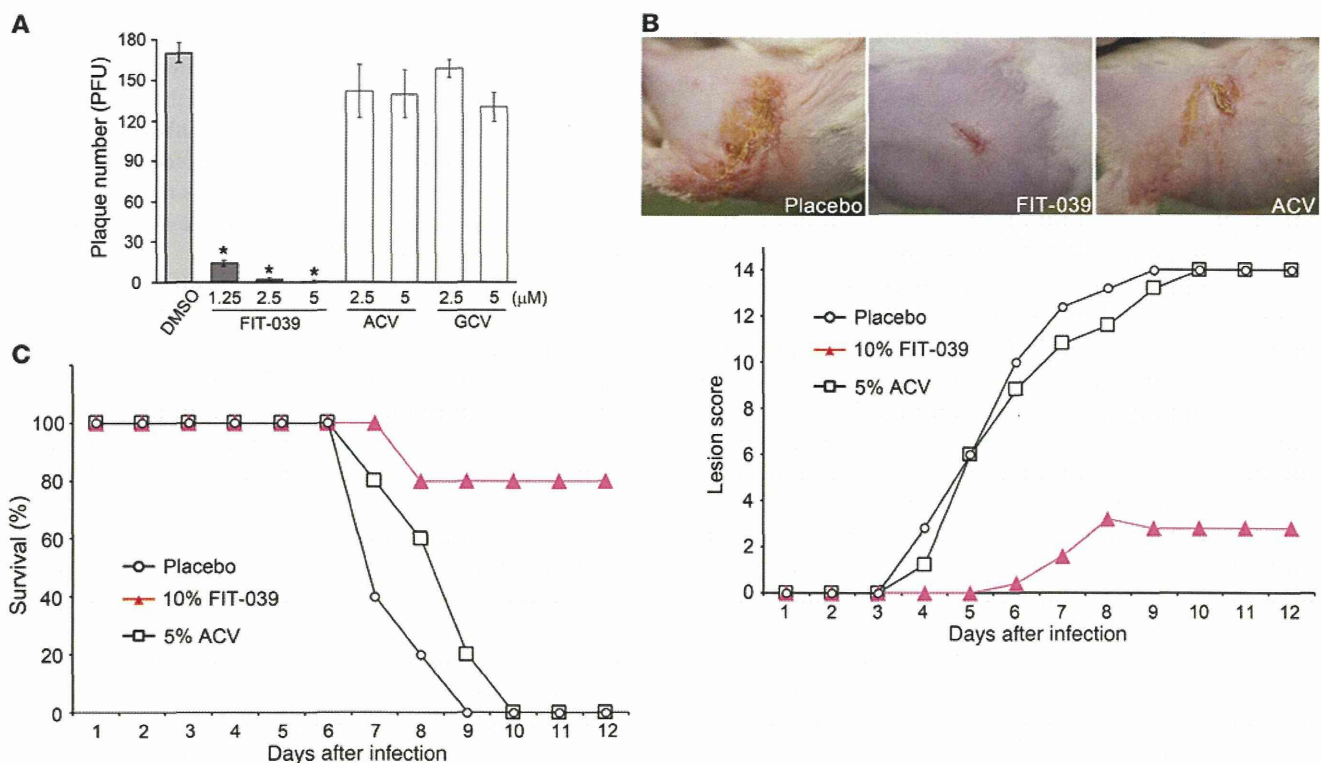 A
Plaque number (PFU)
180
150
120
90
60
30
0
* * *
DMSO
1.25 2.5 5 2.5 5 2.5 5 (μM)
FIT-039 ACV GCV
B
Placebo
FIT-039
ACV
Lesion score
14
12
10
8
6
4
2
0
Placebo
10% FIT-039
5% ACV
1 2 3 4 5 6 7 8 9 10 11 12
Days after infection
C
Survival (%)
100
80
60
40
20
0
Placebo
10% FIT-039
5% ACV
1 2 3 4 5 6 7 8 9 10 11 12
Days after infection